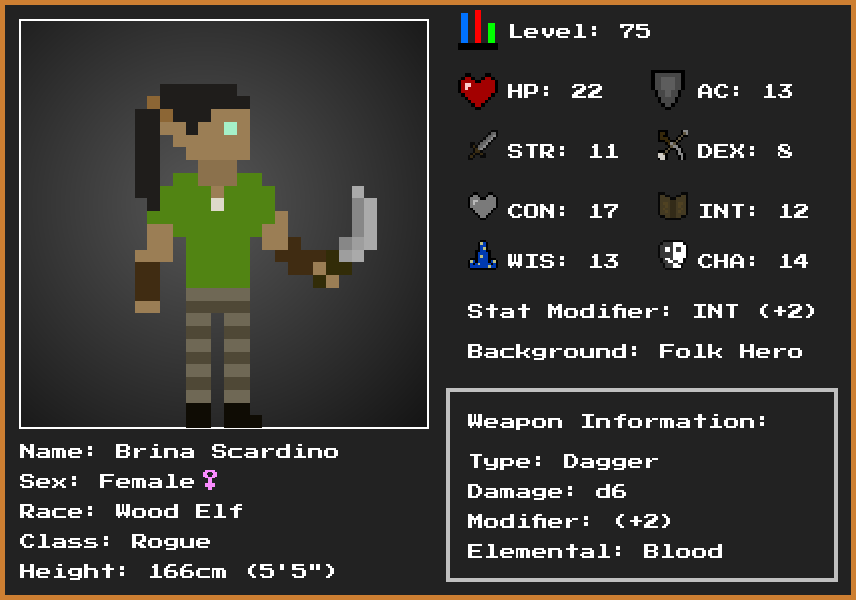 Level: 75
HP: 22
AC: 13
STR: 11
DEX: 8
CON: 17
INT: 12
WIS: 13
CHA: 14
Stat Modifier: INT (+2)
Background: Folk Hero
Name: Brina Scardino
Sex: Female♀
Race: Wood Elf
Class: Rogue
Height: 166cm (5'5")
Weapon Information:
Type: Dagger
Damage: d6
Modifier: (+2)
Elemental: Blood